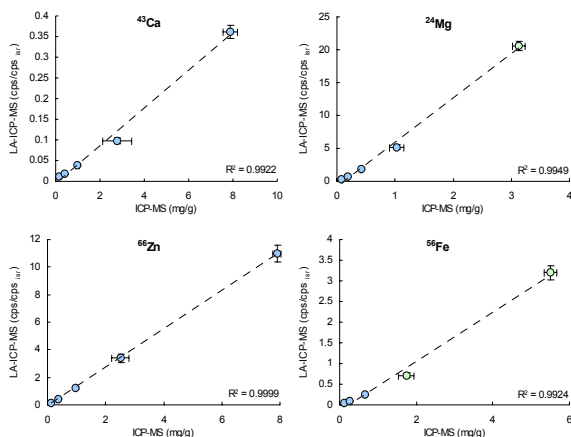 ⁴³Ca
LA-ICP-MS (cps/cps isr)
0.4
0.35
0.3
0.25
0.2
0.15
0.1
0.05
0
0 2 4 6 8 10
R² = 0.9922
ICP-MS (mg/g)
²⁴Mg
LA-ICP-MS (cps/cps isr)
25
20
15
10
5
0
0 1 2 3 4
R² = 0.9949
ICP-MS (mg/g)
⁶⁶Zn
LA-ICP-MS (cps/cps isr)
12
10
8
6
4
2
0
0 2 4 6 8
R² = 0.9999
ICP-MS (mg/g)
⁵⁶Fe
LA-ICP-MS (cps/cps isr)
4
3.5
3
2.5
2
1.5
1
0.5
0
0 2 4 6
R² = 0.9924
ICP-MS (mg/g)